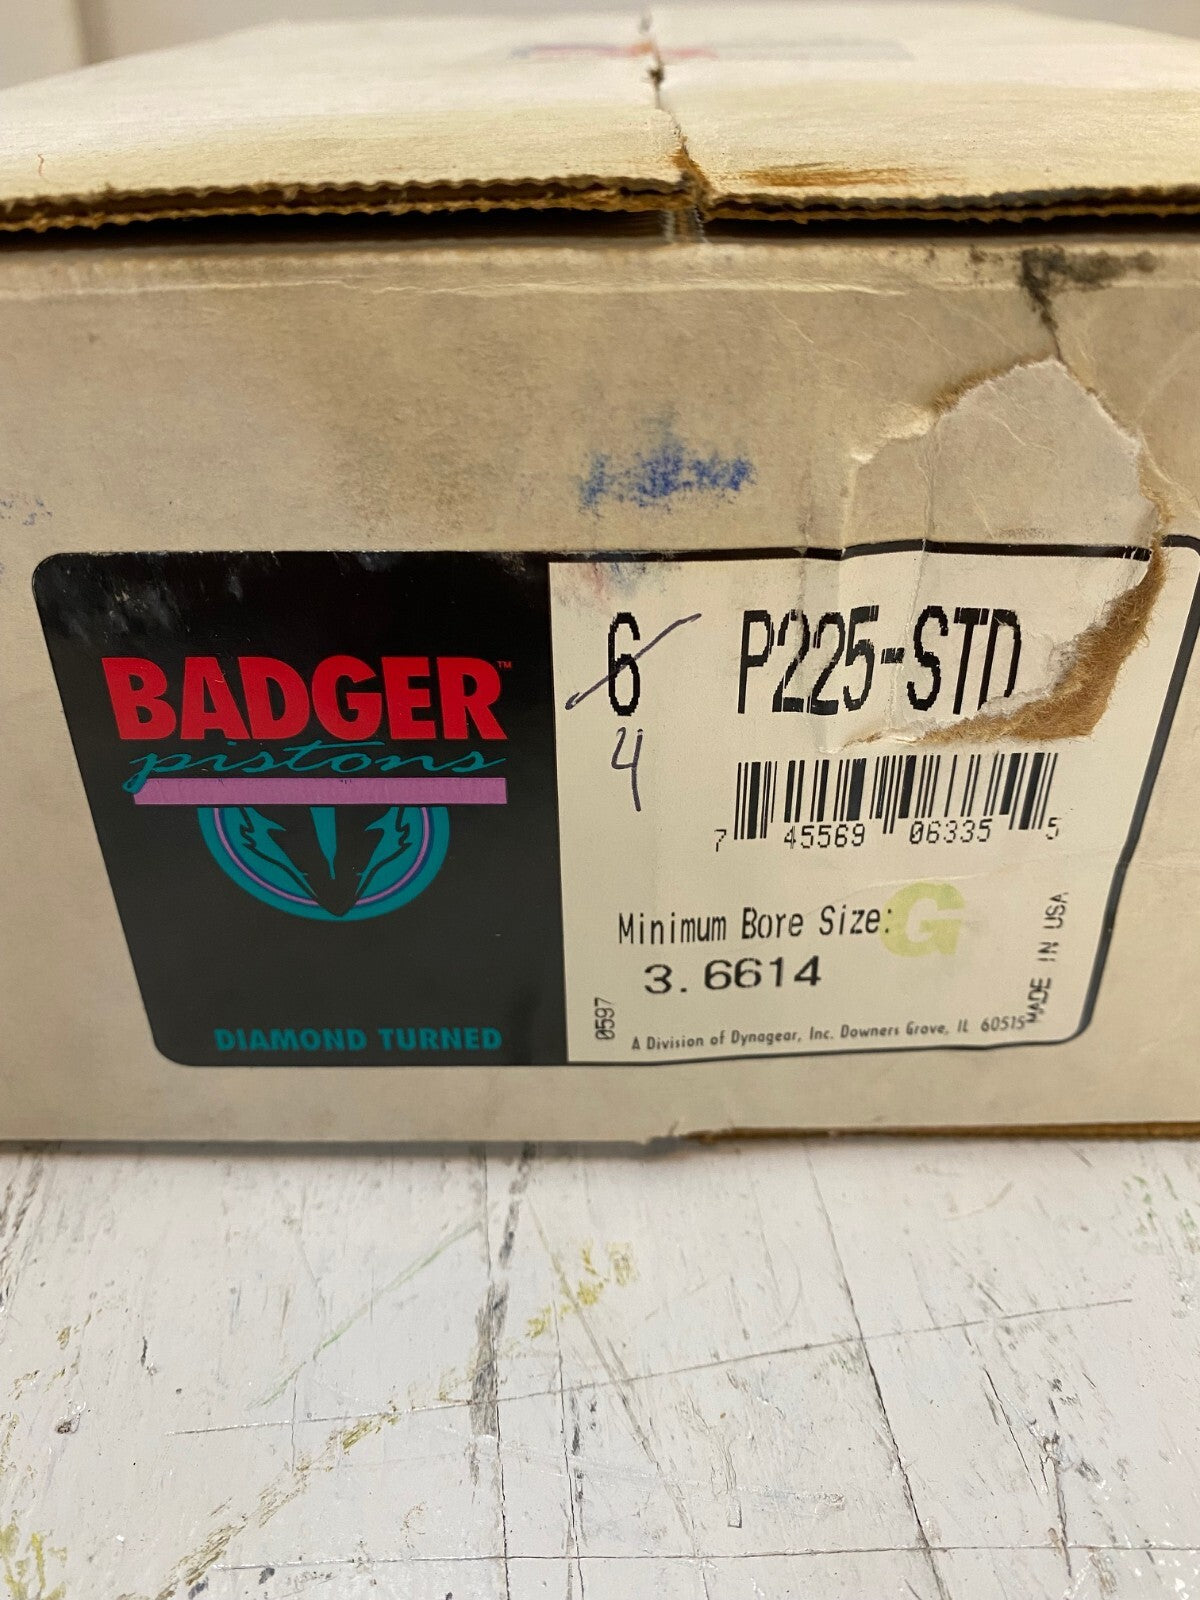 BADGER™
pistons
DIAMOND TURNED
6 P225-STD
4
7 45569 06335 5
Minimum Bore Size: G
3.6614
0597
MADE IN USA
A Division of Dynagear, Inc. Downers Grove, IL 60515